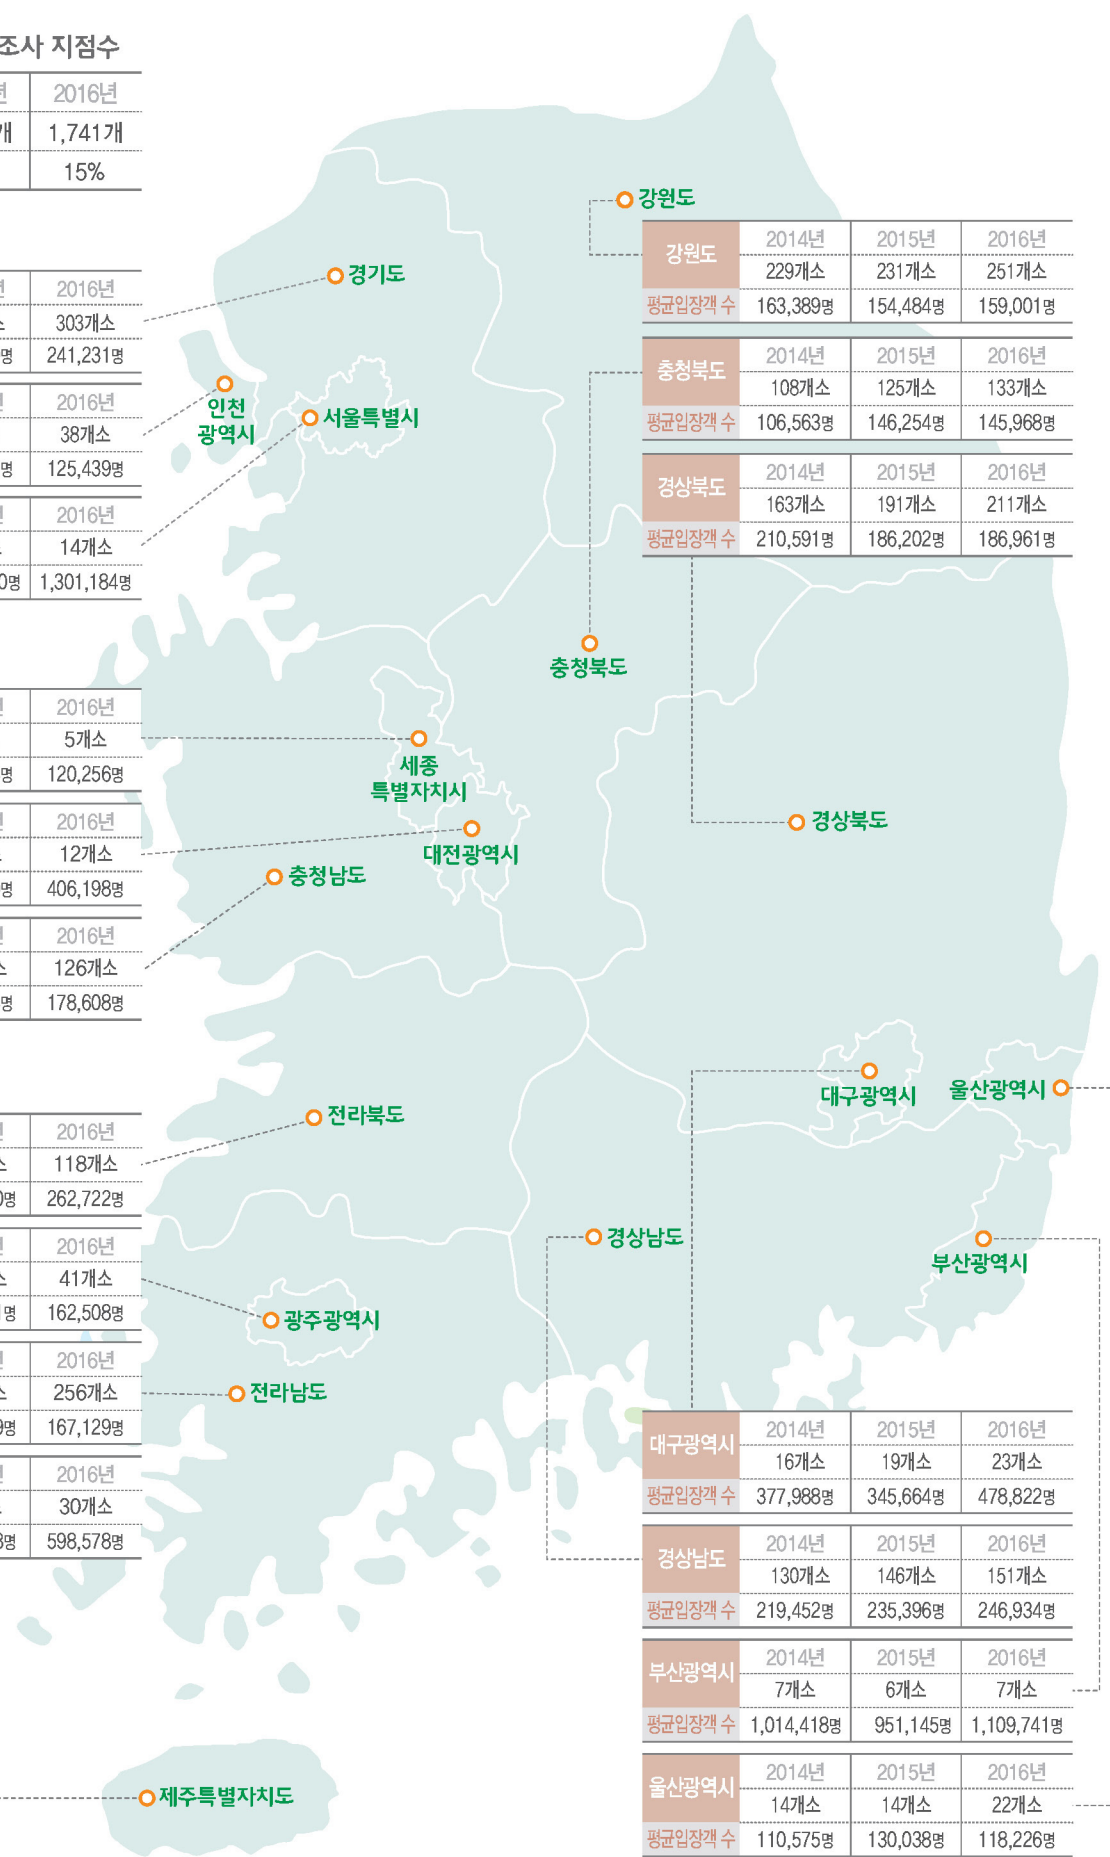 조사 지점수
2016년
1,741개
15%
2016년
303개소
241,231명
2016년
38개소
125,439명
2016년
14개소
1,301,184명
2016년
5개소
120,256명
2016년
12개소
406,198명
2016년
126개소
178,608명
2016년
118개소
262,722명
2016년
41개소
162,508명
2016년
256개소
167,129명
2016년
30개소
598,578명
강원도
경기도
인천
광역시
서울특별시
충청북도
세종
특별자치시
대전광역시
충청남도
경상북도
대구광역시
울산광역시
전라북도
경상남도
부산광역시
광주광역시
전라남도
제주특별자치도
강원도 2014년 2015년 2016년
229개소 231개소 251개소
평균입장객 수 163,389명 154,484명 159,001명
충청북도 2014년 2015년 2016년
108개소 125개소 133개소
평균입장객 수 106,563명 146,254명 145,968명
경상북도 2014년 2015년 2016년
163개소 191개소 211개소
평균입장객 수 210,591명 186,202명 186,961명
대구광역시 2014년 2015년 2016년
16개소 19개소 23개소
평균입장객 수 377,988명 345,664명 478,822명
경상남도 2014년 2015년 2016년
130개소 146개소 151개소
평균입장객 수 219,452명 235,396명 246,934명
부산광역시 2014년 2015년 2016년
7개소 6개소 7개소
평균입장객 수 1,014,418명 951,145명 1,109,741명
울산광역시 2014년 2015년 2016년
14개소 14개소 22개소
평균입장객 수 110,575명 130,038명 118,226명